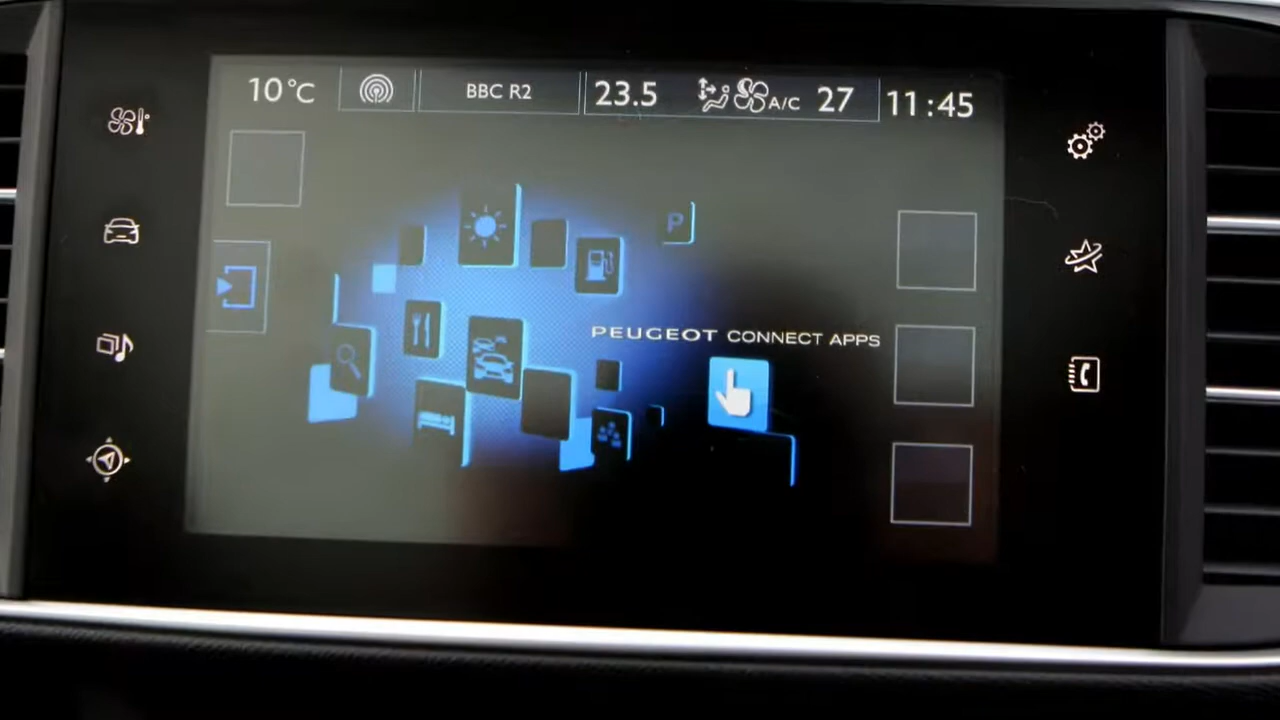 10°C
BBC R2
23.5
A/C
27
11:45
P
PEUGEOT CONNECT APPS